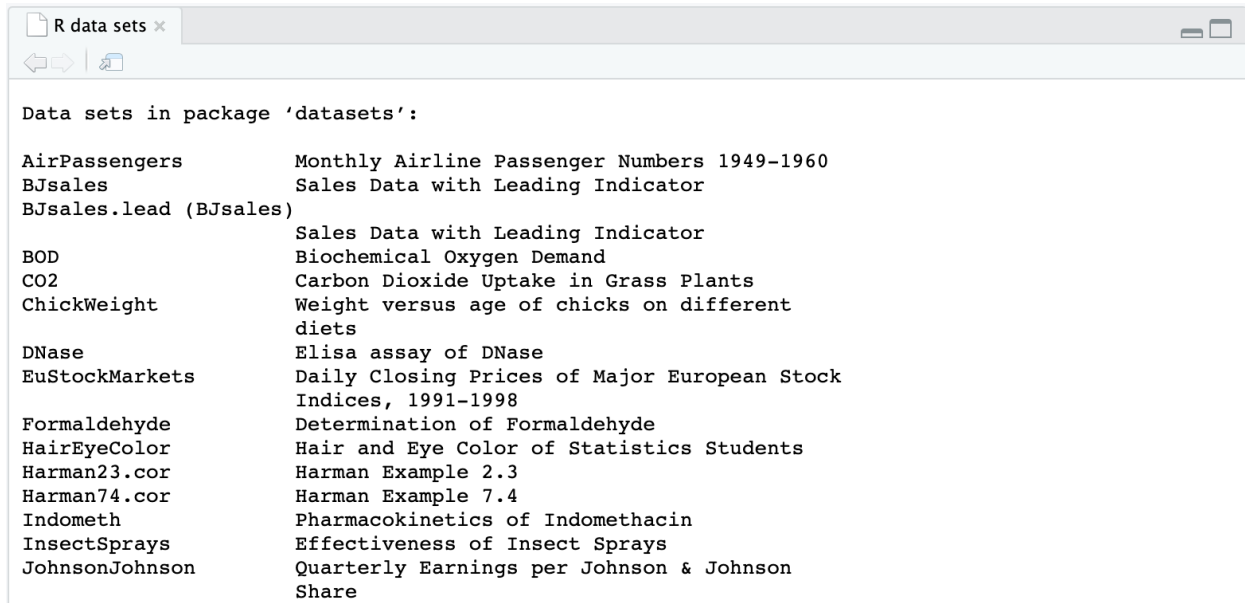 R data sets
Data sets in package ‘datasets’:
AirPassengers Monthly Airline Passenger Numbers 1949-1960
BJsales Sales Data with Leading Indicator
BJsales.lead (BJsales)
Sales Data with Leading Indicator
BOD Biochemical Oxygen Demand
CO2 Carbon Dioxide Uptake in Grass Plants
ChickWeight Weight versus age of chicks on different
diets
DNase Elisa assay of DNase
EuStockMarkets Daily Closing Prices of Major European Stock
Indices, 1991-1998
Formaldehyde Determination of Formaldehyde
HairEyeColor Hair and Eye Color of Statistics Students
Harman23.cor Harman Example 2.3
Harman74.cor Harman Example 7.4
Indometh Pharmacokinetics of Indomethacin
InsectSprays Effectiveness of Insect Sprays
JohnsonJohnson Quarterly Earnings per Johnson & Johnson
Share